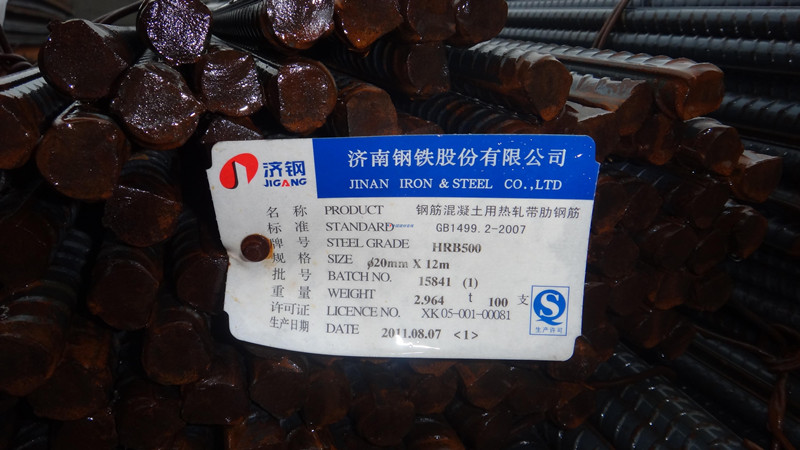 济钢
JIGANG
济南钢铁股份有限公司
JINAN IRON & STEEL CO.,LTD
名称 PRODUCT 钢筋混凝土用热轧带肋钢筋
标准 STANDARD GB1499.2-2007
牌号 STEEL GRADE HRB500
规格 SIZE ϕ20mm X 12m
批号 BATCH NO. 15841 (1)
重量 WEIGHT 2.964 t 100 支
许可证 LICENCE NO. XK05-001-00081
生产日期 DATE 2011.08.07 <1>
生产许可